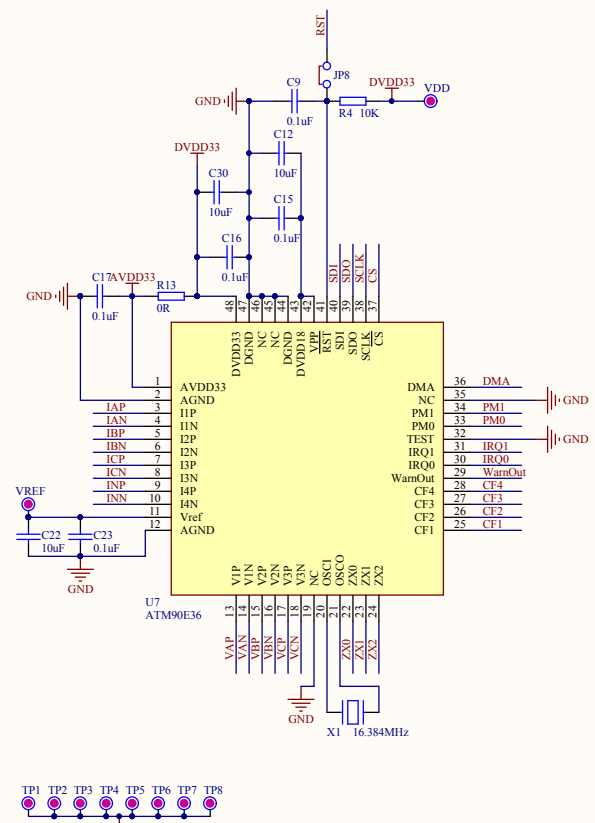 RST
JP8
C9
DVDD33
VDD
GND
0.1uF
R4 10K
C12
DVDD33
10uF
C30
10uF
C15
0.1uF
C16
0.1uF
SDI
SDO
SCLK
CS
C17
AVDD33
R13
GND
0.1uF
0R
48
47
46
45
44
43
42
41
40
39
38
37
DVDD33
DGND
NC
NC
DGND
DVDD18
VPP
RST
SDI
SDO
SCLK
CS
1 AVDD33
2 AGND
IAP 3 I1P
IAN 4 I1N
IBP 5 I2P
IBN 6 I2N
ICP 7 I3P
ICN 8 I3N
INP 9 I4P
INN 10 I4N
11 Vref
12 AGND
DMA 36 DMA
NC 35 GND
PM1 34 PM1
PM0 33 PM0
TEST 32 GND
IRQ1 31 IRQ1
IRQ0 30 IRQ0
WarnOut 29 WarnOut
CF4 28 CF4
CF3 27 CF3
CF2 26 CF2
CF1 25 CF1
VREF
C22
10uF
C23
0.1uF
GND
V1P
V1N
V2P
V2N
V3P
V3N
NC
OSCI
OSCO
ZX0
ZX1
ZX2
U7
ATM90E36
13
14
15
16
17
18
19
20
21
22
23
24
VAP
VAN
VBP
VBN
VCP
VCN
ZX0
ZX1
ZX2
GND
X1 16.384MHz
TP1 TP2 TP3 TP4 TP5 TP6 TP7 TP8